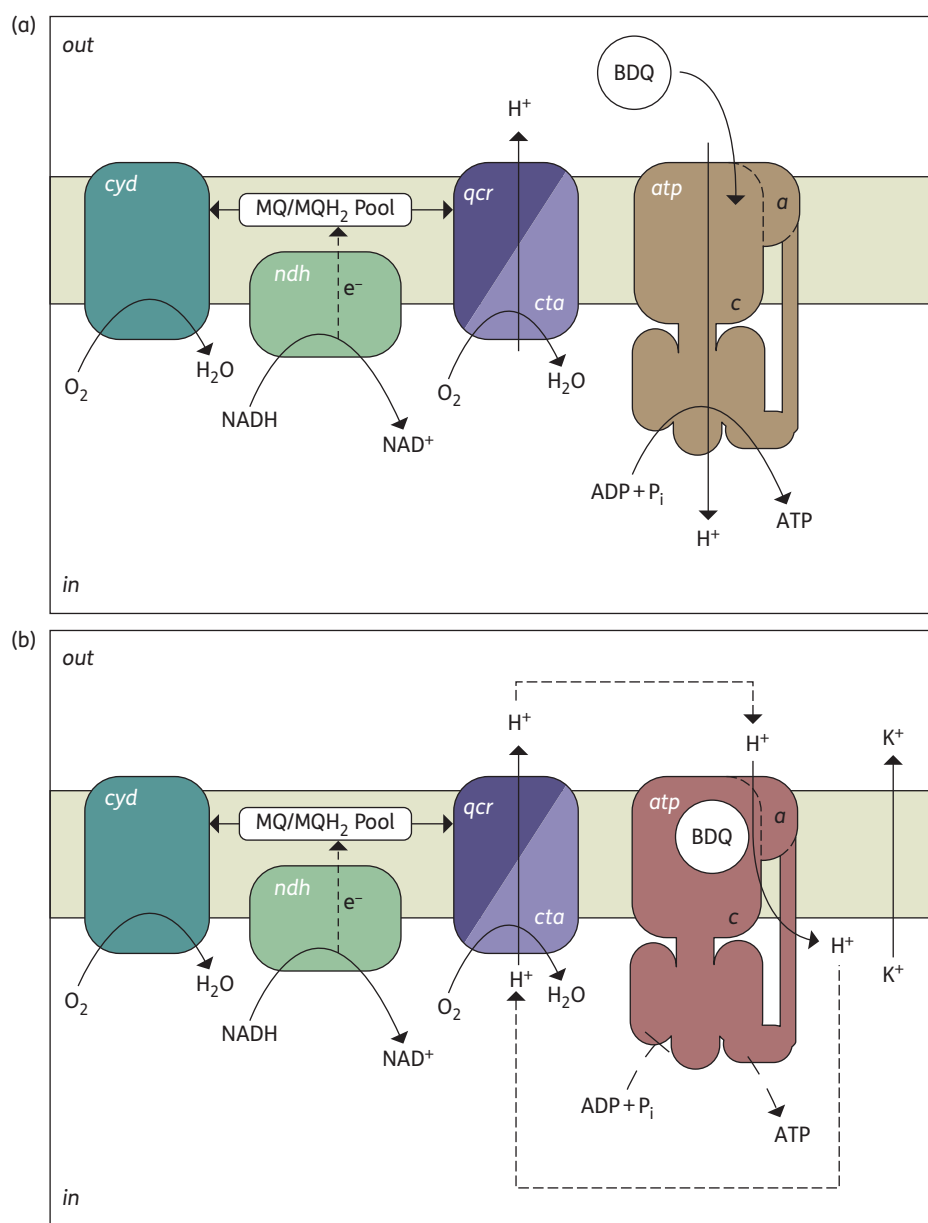 (a)
out
BDQ
H⁺
cyd
MQ/MQH₂ Pool
qcr
atp
a
ndh
e⁻
cta
c
O₂
H₂O
NADH
NAD⁺
O₂
H₂O
ADP + Pᵢ
ATP
H⁺
in
(b)
out
H⁺
H⁺
K⁺
cyd
MQ/MQH₂ Pool
qcr
atp
a
BDQ
ndh
e⁻
cta
c
H⁺
O₂
H₂O
NADH
NAD⁺
O₂
H⁺
H₂O
K⁺
ADP + Pᵢ
ATP
in